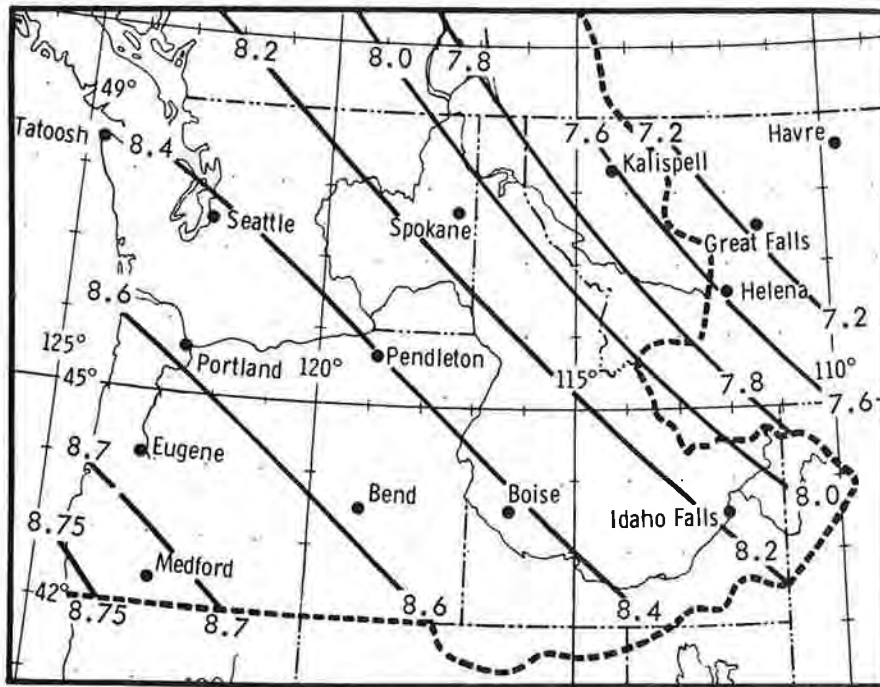 8.2
8.0
7.8
49°
Tatoosh
8.4
7.6
7.2
Havre
Kalispell
Seattle
Spokane
Great Falls
Helena
8.6
7.2
125°
Portland
120°
Pendleton
110°
45°
115°
7.8
7.6
8.7
Eugene
8.75
Bend
Boise
Idaho Falls
8.0
8.2
Medford
42°
8.75
8.7
8.6
8.4